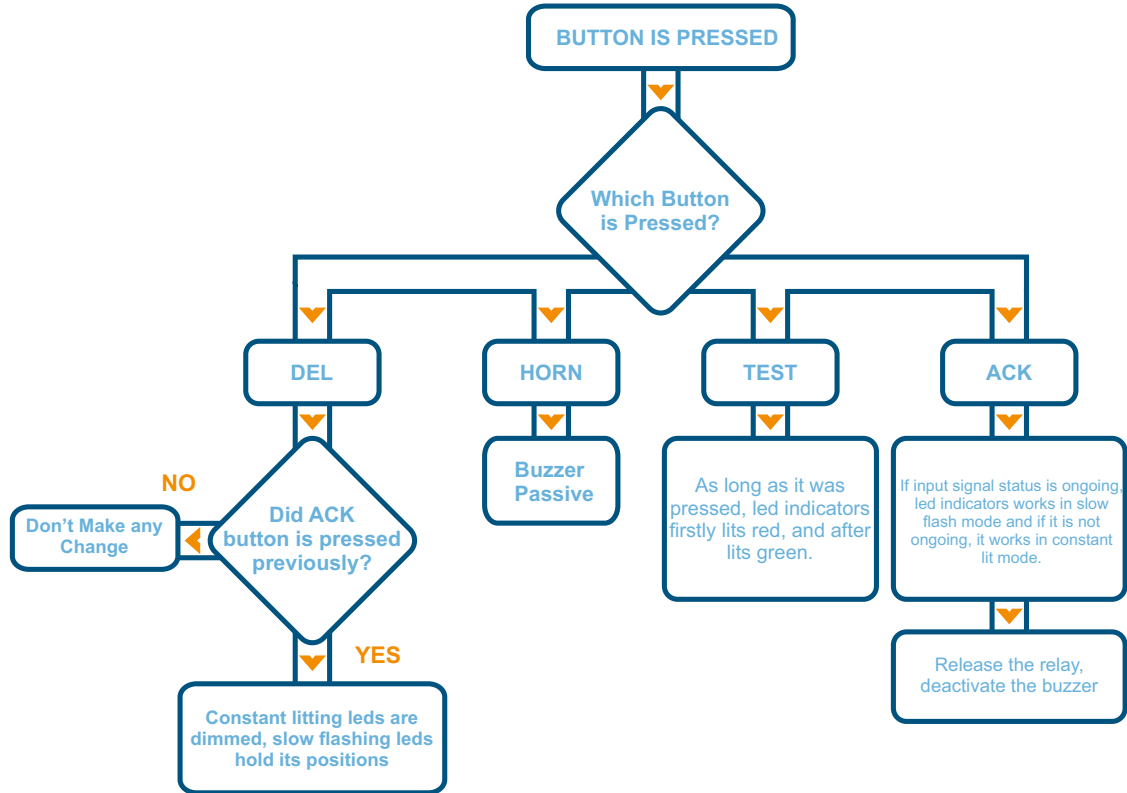 BUTTON IS PRESSED
Which Button
is Pressed?
DEL
HORN
TEST
ACK
Buzzer
Passive
As long as it was
pressed, led indicators
firstly lits red, and after
lits green.
If input signal status is ongoing,
led indicators works in slow
flash mode and if it is not
ongoing, it works in constant
lit mode.
NO
Don’t Make any
Change
Did ACK
button is pressed
previously?
YES
Release the relay,
deactivate the buzzer
Constant litting leds are
dimmed, slow flashing leds
hold its positions